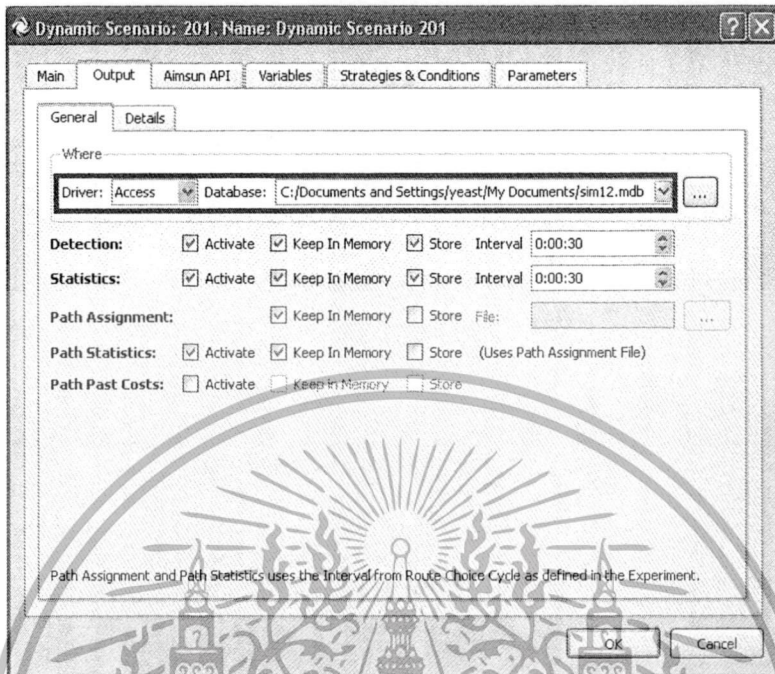 Dynamic Scenario: 201, Name: Dynamic Scenario 201
Main Output Aimsun API Variables Strategies & Conditions Parameters
General Details
Where
Driver: Access Database: C:/Documents and Settings/yeast/My Documents/sim12.mdb ...
Detection: Activate Keep In Memory Store Interval 0:00:30
Statistics: Activate Keep In Memory Store Interval 0:00:30
Path Assignment: Keep In Memory Store File: ...
Path Statistics: Activate Keep In Memory Store (Uses Path Assignment File)
Path Past Costs: Activate Keep in Memory Store
Path Assignment and Path Statistics uses the Interval from Route Choice Cycle as defined in the Experiment.
OK Cancel